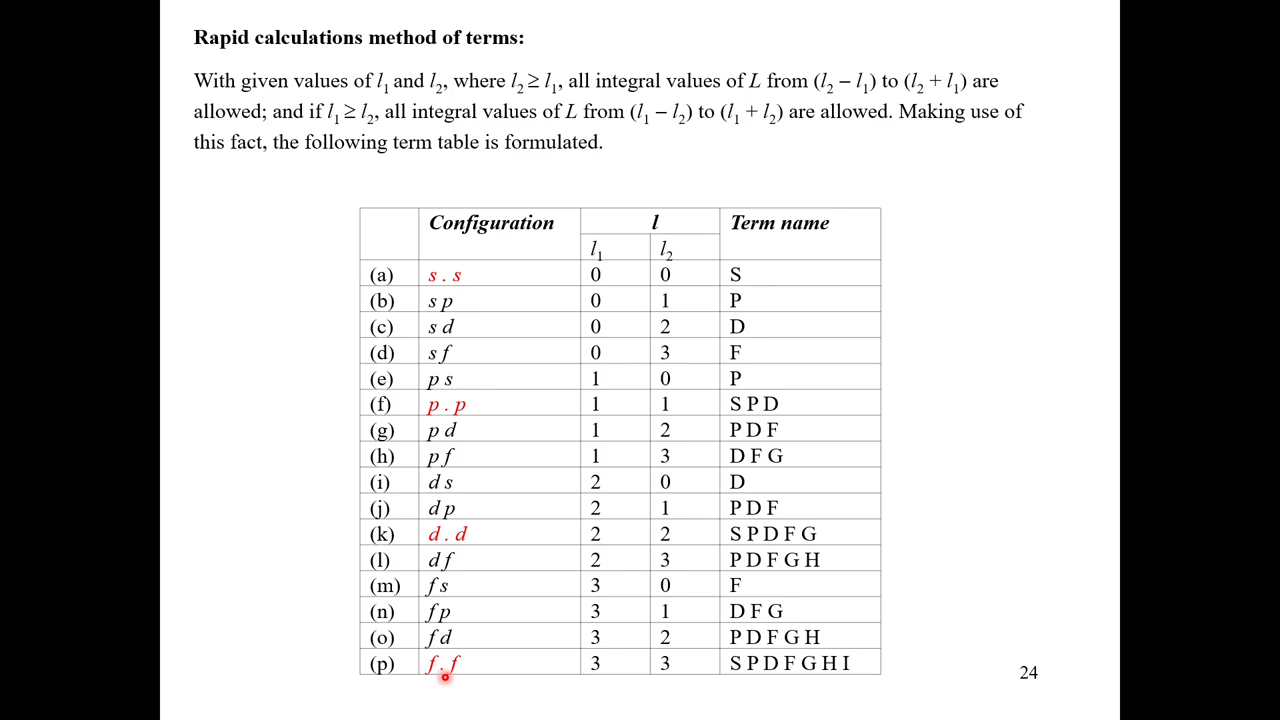 Rapid calculations method of terms:
With given values of l₁ and l₂, where l₂ ≥ l₁, all integral values of L from (l₂ – l₁) to (l₂ + l₁) are
allowed; and if l₁ ≥ l₂, all integral values of L from (l₁ – l₂) to (l₁ + l₂) are allowed. Making use of
this fact, the following term table is formulated.
Configuration l Term name
l₁ l₂
(a) s . s 0 0 S
(b) s p 0 1 P
(c) s d 0 2 D
(d) s f 0 3 F
(e) p s 1 0 P
(f) p . p 1 1 S P D
(g) p d 1 2 P D F
(h) p f 1 3 D F G
(i) d s 2 0 D
(j) d p 2 1 P D F
(k) d . d 2 2 S P D F G
(l) d f 2 3 P D F G H
(m) f s 3 0 F
(n) f p 3 1 D F G
(o) f d 3 2 P D F G H
(p) f . f 3 3 S P D F G H I
24